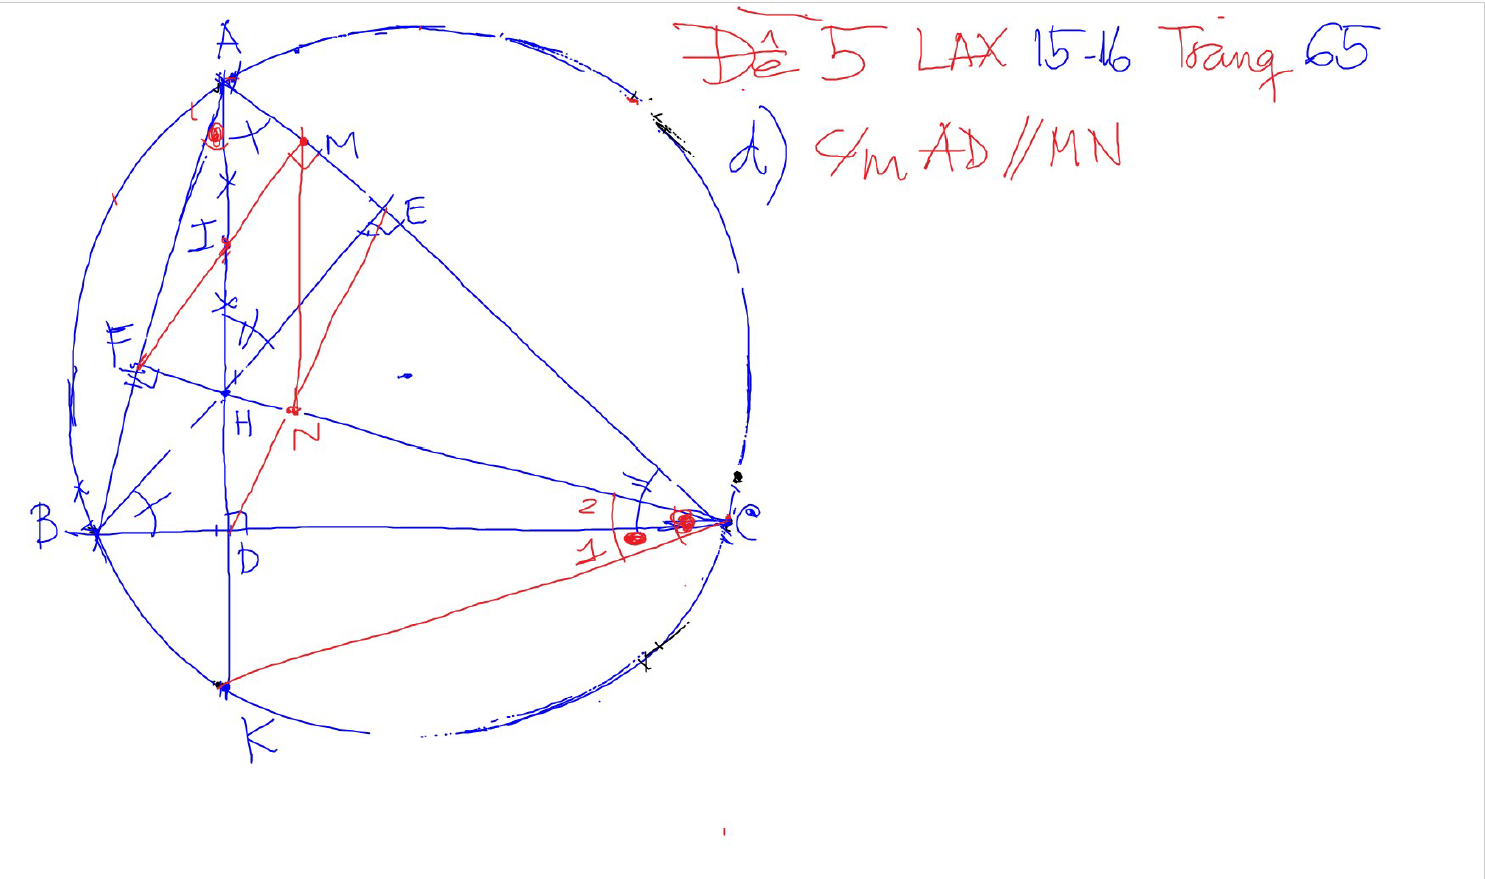 Đề 5 LAX 15-16 Trang 65
d) C/m AD // MN
A
M
I
E
F
H
N
2
B
C
1
D
K